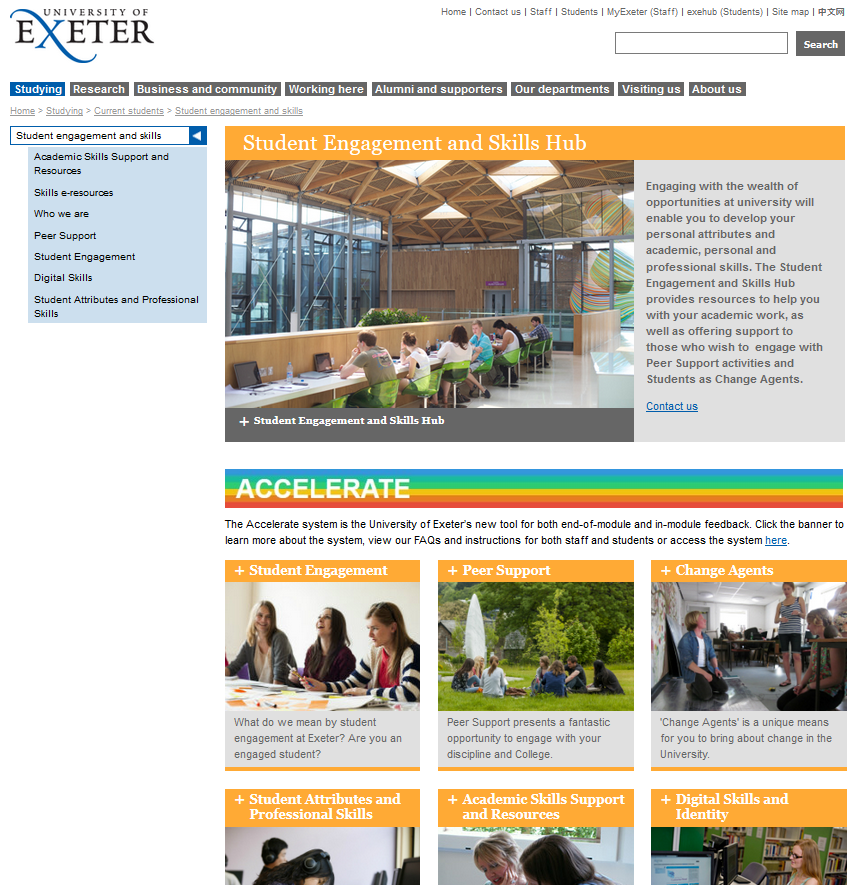 UNIVERSITY OF
EXETER
Home | Contact us | Staff | Students | MyExeter (Staff) | exehub (Students) | Site map | 中文网
Search
Studying Research Business and community Working here Alumni and supporters Our departments Visiting us About us
Home > Studying > Current students > Student engagement and skills
Student engagement and skills
Academic Skills Support and
Resources
Skills e-resources
Who we are
Peer Support
Student Engagement
Digital Skills
Student Attributes and Professional
Skills
Student Engagement and Skills Hub
Engaging with the wealth of
opportunities at university will
enable you to develop your
personal attributes and
academic, personal and
professional skills. The Student
Engagement and Skills Hub
provides resources to help you
with your academic work, as
well as offering support to
those who wish to engage with
Peer Support activities and
Students as Change Agents.
Contact us
+ Student Engagement and Skills Hub
ACCELERATE
The Accelerate system is the University of Exeter's new tool for both end-of-module and in-module feedback. Click the banner to
learn more about the system, view our FAQs and instructions for both staff and students or access the system here.
+ Student Engagement
What do we mean by student
engagement at Exeter? Are you an
engaged student?
+ Peer Support
Peer Support presents a fantastic
opportunity to engage with your
discipline and College.
+ Change Agents
'Change Agents' is a unique means
for you to bring about change in the
University.
+ Student Attributes and
Professional Skills
+ Academic Skills Support
and Resources
+ Digital Skills and
Identity